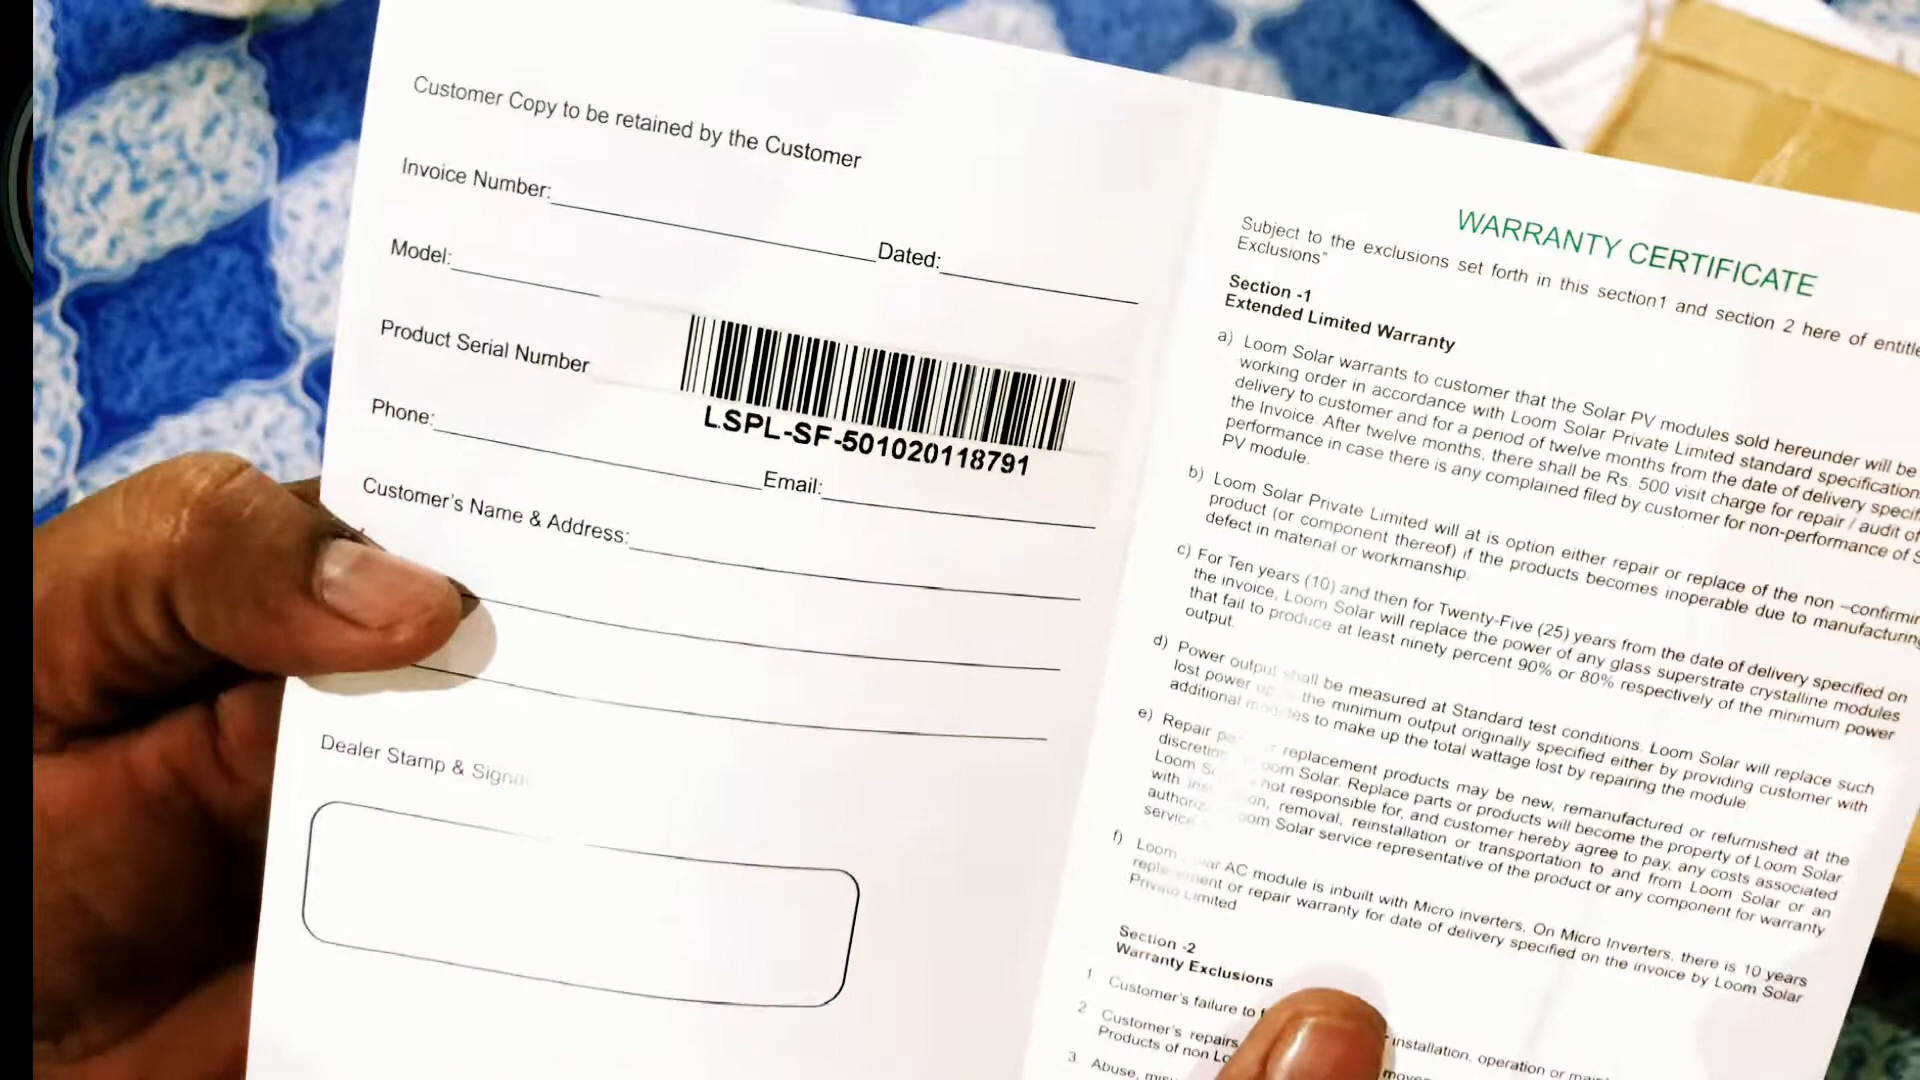 Customer Copy to be retained by the Customer
Invoice Number:
Dated:
Model:
Product Serial Number
LSPL-SF-501020118791
Phone:
Email:
Customer's Name & Address:
Dealer Stamp &
WARRANTY CERTIFICATE
Subject to the exclusions set forth in this section1 and section 2 here of
Exclusions"
Section -1
Extended Limited Warranty
a) Loom Solar warrants to customer that the Solar PV modules sold hereunder will be
working order in accordance with Loom Solar Private Limited standard
delivery to customer and for a period of twelve months from the date of delivery
the Invoice. After twelve months, there shall be Rs. 500 visit charge for repair / audit of
performance in case there is any complained filed by customer for non-performance of
PV module.
b) Loom Solar Private Limited will at is option either repair or replace of the non
product (or component thereof) if the products becomes inoperable due to
defect in material or workmanship.
c) For Ten years (10) and then for Twenty-Five (25) years from the date of delivery specified on
the invoice, Loom Solar will replace the power of any glass superstrate crystalline modules
that fail to produce at least ninety percent 90% or 80% respectively of the minimum power
output.
d) Power output shall be measured at Standard test conditions. Loom Solar will replace such
lost power the minimum output originally specified either by providing customer with
additional modules to make up the total wattage lost by repairing the module
e) Repair replacement products may be new, remanufactured or refurnished at the
Loom Solar. Replace parts or products will become the property of Loom Solar.
Loom not responsible for, and customer hereby agree to pay, any costs associated
with removal, reinstallation or transportation to and from Loom Solar or an
Loom Solar service representative of the product or any component for warranty
service
f) Loom AC module is inbuilt with Micro inverters, On Micro Inverters, there is 10 years
replacement or repair warranty for date of delivery specified on the invoice by Loom Solar
Private Limited
Section -2
Warranty Exclusions
1 Customer's failure to installation, operation or
2 Customer's repairs
Products of non
3. Abuse,